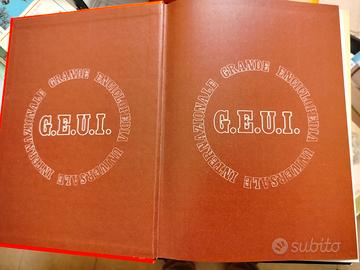 GRANDE ENCICLOPEDIA UNIVERSALE INTERNAZIONALE
G.E.U.I.
GRANDE ENCICLOPEDIA UNIVERSALE INTERNAZIONALE
G.E.U.I.
subito